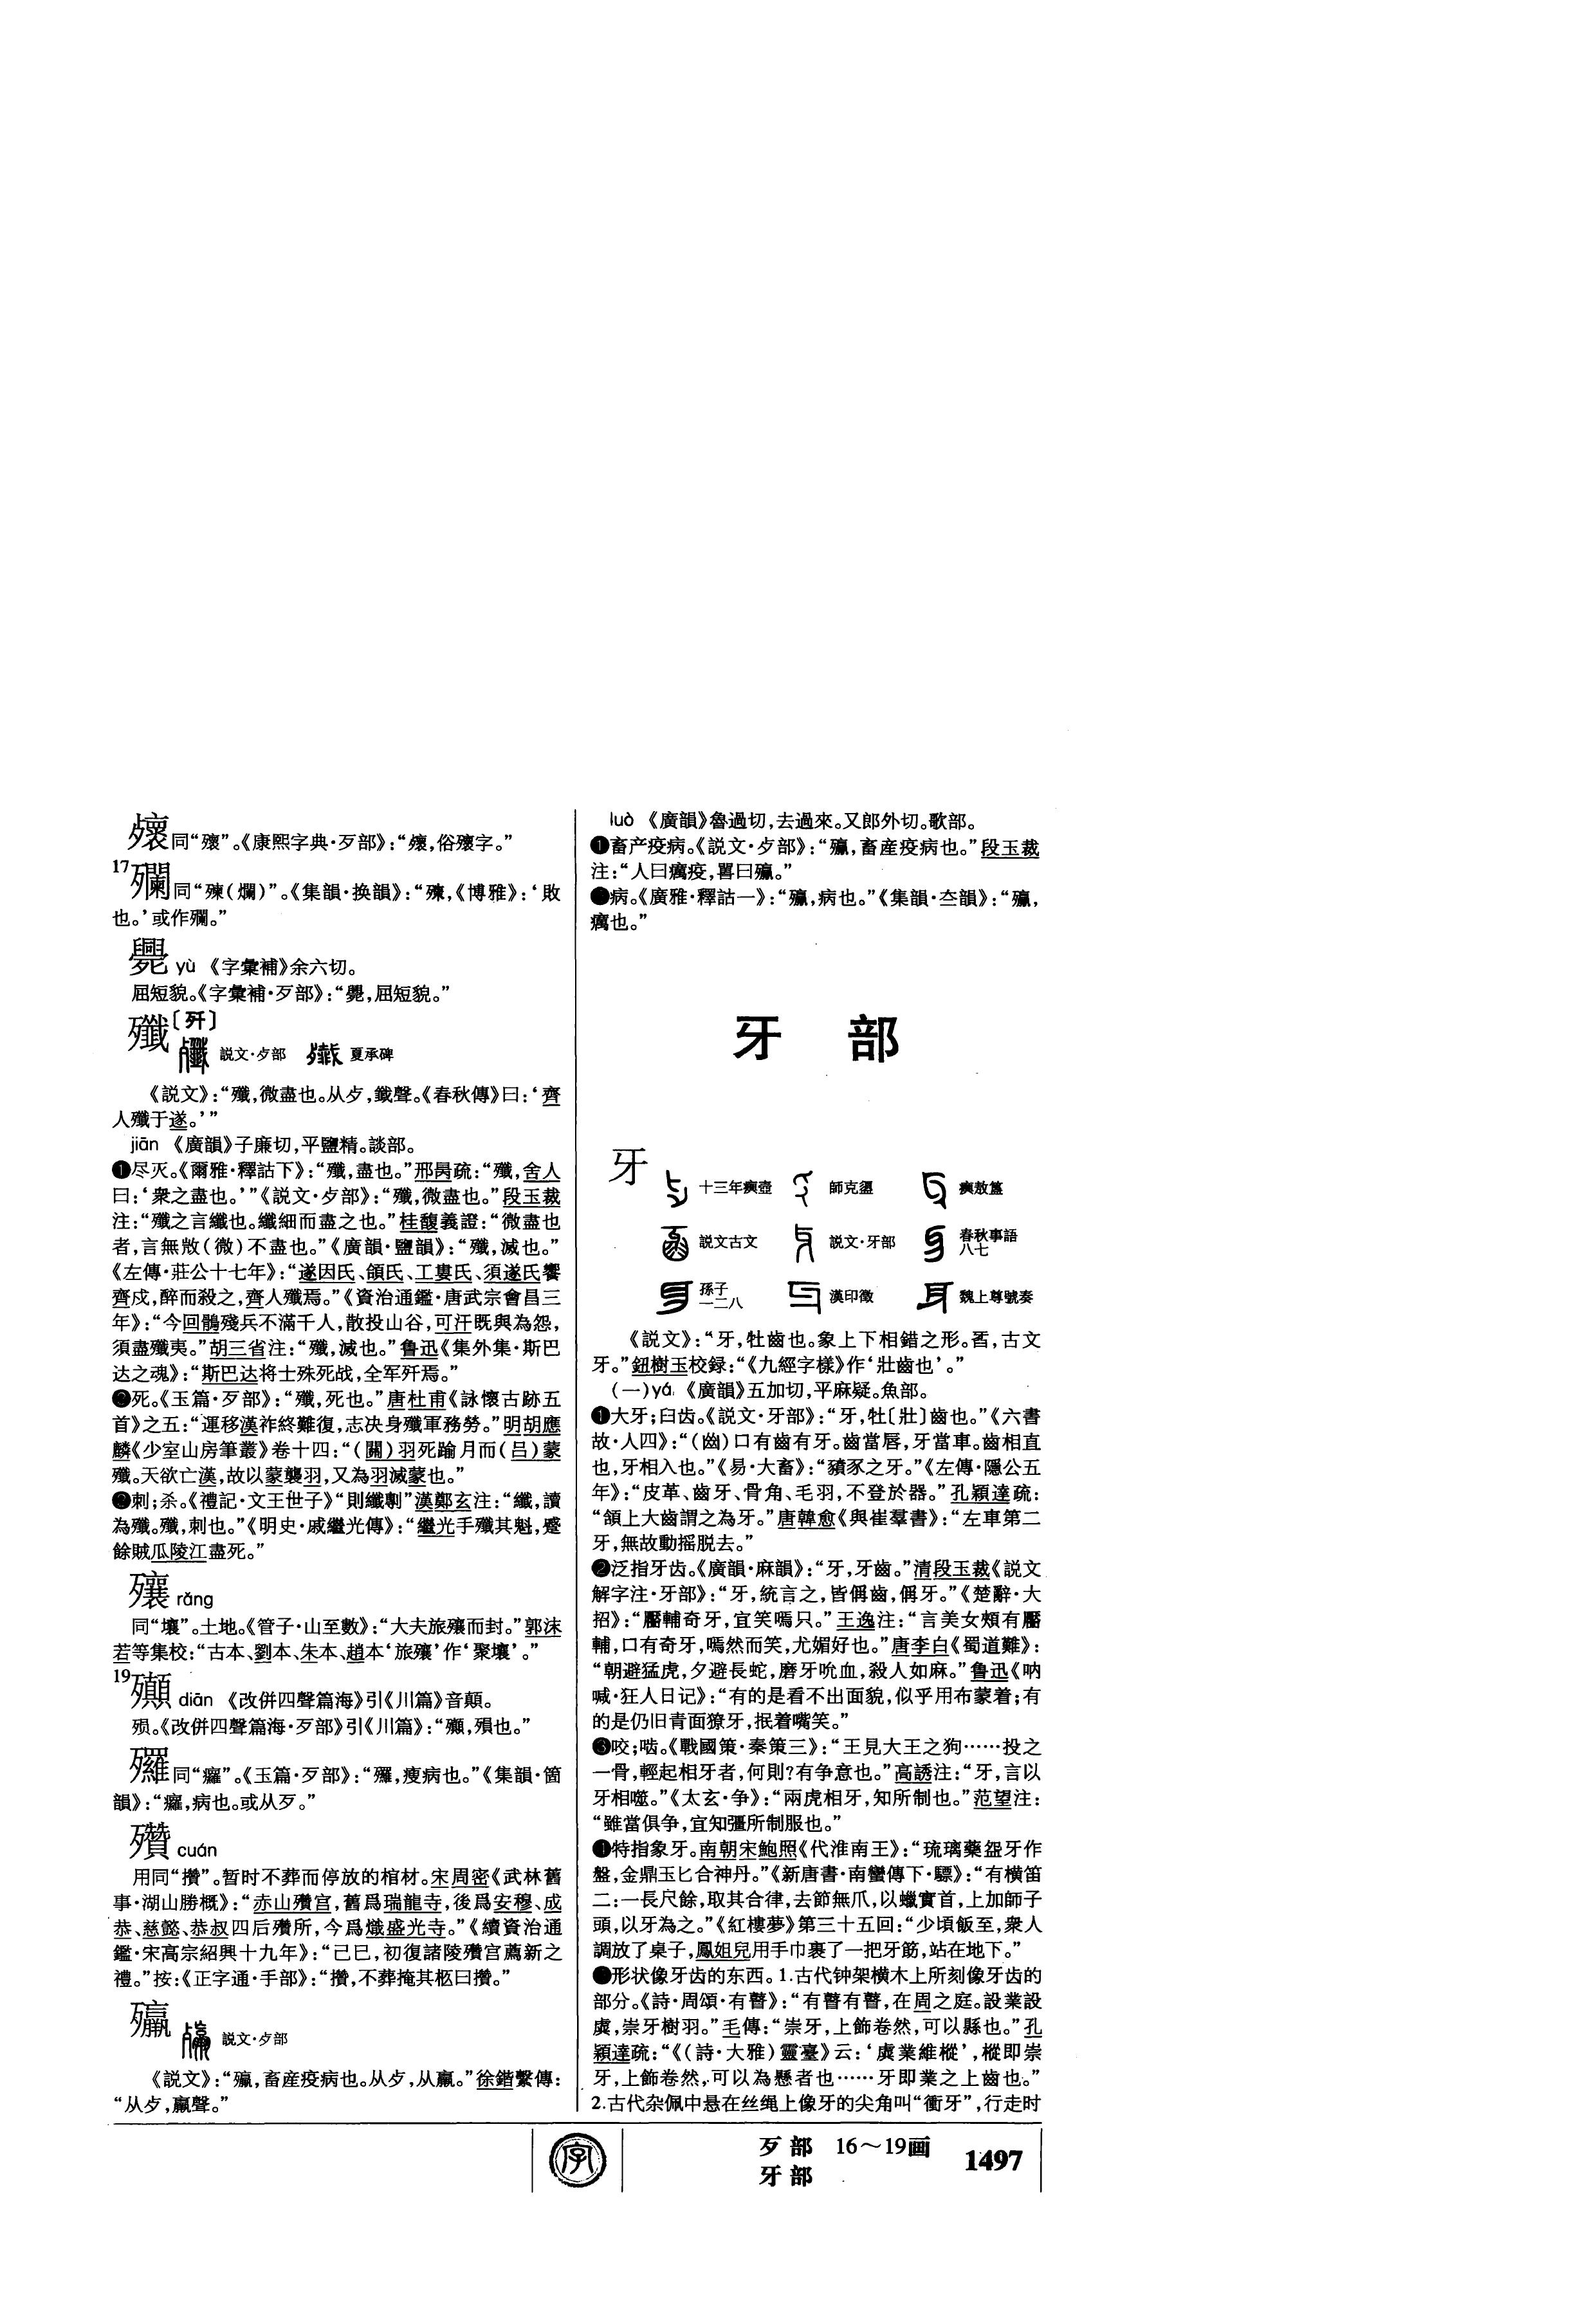 同“殰”。《康熙字典·歹部》：“俗字。”
17
殲同“殰(爛)”。《集韻·换韻》：“《博雅》：‘敗
也。’或作。”
yù 《字彙補》余六切。
屈短貌。《字彙補·歹部》：“屈短貌。”
殲〔歼〕
説文·歺部 夏承碑
《説文》：“殲，微盡也。从歺，韱聲。《春秋傳》曰：‘齊
人殲于遂。’”
jiān 《廣韻》子廉切，平鹽精。談部。
❶尽灭。《爾雅·釋詁下》：“殲，盡也。”邢昺疏：“殲，舍人
曰：‘衆之盡也。’”《説文·歺部》：“殲，微盡也。”段玉裁
注：“殲之言纖也。纖細而盡之也。”桂馥義證：“微盡也
者，言無㪚(微)不盡也。”《廣韻·鹽韻》：“殲，滅也。”
《左傳·莊公十七年》：“遂因氏、頜氏、工婁氏、須遂氏饗
齊戍，醉而殺之，齊人殲焉。”《資治通鑑·唐武宗會昌三
年》：“今回鶻殘兵不滿千人，散投山谷，可汗既與為怨，
須盡殲夷。”胡三省注：“殲，滅也。”鲁迅《集外集·斯巴
达之魂》：“斯巴达将士殊死战，全军歼焉。”
❷死。《玉篇·歹部》：“殲，死也。”唐杜甫《詠懷古跡五
首》之五：“運移漢祚終難復，志决身殲軍務勞。”明胡應
麟《少室山房筆叢》卷十四：“(關)羽死踰月而(吕)蒙
殲。天欲亡漢，故以蒙襲羽，又為羽滅蒙也。”
❷刺；杀。《禮記·文王世子》“則纖剸”漢鄭玄注：“纖，讀
為殲。殲，刺也。”《明史·戚繼光傳》：“繼光手殲其魁，蹙
餘賊瓜陵江盡死。”
㱬 rǎng
同“壤”。土地。《管子·山至數》：“大夫旅壤而封。”郭沫
若等集校：“古本、劉本、朱本、趙本‘旅壤’作‘聚壤’。”
19
diān 《改併四聲篇海》引《川篇》音顛。
殒。《改併四聲篇海·歹部》引《川篇》：“殞也。”
同“癯”。《玉篇·歹部》：“瘦病也。”《集韻·箇
韻》：“病也。或从歹。”
cuán
用同“攢”。暂时不葬而停放的棺材。宋周密《武林舊
事·湖山勝概》：“赤山殯宫，舊爲瑞龍寺，後爲安穆、成
恭、慈懿、恭叔四后殯所，今爲熾盛光寺。”《續資治通
鑑·宋高宗紹興十九年》：“己巳，初復諸陵欑宫薦新之
禮。”按：《正字通·手部》：“攢，不葬掩其柩曰攢。”
説文·歺部
《説文》：“畜産疫病也。从歺，从羸。”徐鍇繫傳：
“从歺，羸聲。”
luò 《廣韻》魯過切，去過來。又郎外切。歌部。
❶畜产疫病。《説文·歺部》：“畜産疫病也。”段玉裁
注：“人曰癘疫，嘼曰。”
●病。《廣雅·釋詁一》：“病也。”《集韻·夳韻》：“
癘也。”
牙 部
牙 十三年𤼈壺 師克盨 𤼈簋
説文古文 説文·牙部 春秋事語
八七
孫子
一二八 漢印徵 魏上尊號奏
《説文》：“牙，牡齒也。象上下相錯之形。𤘈，古文
牙。”鈕樹玉校録：“《九經字樣》作‘壯齒也’。”
(一)yá 《廣韻》五加切，平麻疑。魚部。
❶大牙；臼齿。《説文·牙部》：“牙，牡〔壯〕齒也。”《六書
故·人四》：“(齒)口有齒有牙。齒當唇，牙當車。齒相直
也，牙相入也。”《易·大畜》：“豶豕之牙。”《左傳·隱公五
年》：“皮革、齒牙、骨角、毛羽，不登於器。”孔穎達疏：
“頷上大齒謂之為牙。”唐韓愈《與崔羣書》：“左車第二
牙，無故動摇脱去。”
❷泛指牙齿。《廣韻·麻韻》：“牙，牙齒。”清段玉裁《説文
解字注·牙部》：“牙，統言之，皆偁齒，偁牙。”《楚辭·大
招》：“靨輔奇牙，宜笑嘕只。”王逸注：“言美女頰有靨
輔，口有奇牙，嘕然而笑，尤媚好也。”唐李白《蜀道難》：
“朝避猛虎，夕避長蛇，磨牙吮血，殺人如麻。”鲁迅《呐
喊·狂人日记》：“有的是看不出面貌，似乎用布蒙着；有
的是仍旧青面獠牙，抿着嘴笑。”
❸咬；啮。《戰國策·秦策三》：“王見大王之狗……投之
一骨，輕起相牙者，何則？有争意也。”高誘注：“牙，言以
牙相噬。”《太玄·争》：“兩虎相牙，知所制也。”范望注：
“雖當俱争，宜知彊所制服也。”
❹特指象牙。南朝宋鮑照《代淮南王》：“琉璃藥盌牙作
盤，金鼎玉匕合神丹。”《新唐書·南蠻傳下·驃》：“有横笛
二：一長尺餘，取其合律，去節無爪，以蠟實首，上加師子
頭，以牙為之。”《紅樓夢》第三十五回：“少頃飯至，衆人
調放了桌子，鳳姐兒用手巾裹了一把牙筯，站在地下。”
●形状像牙齿的东西。1.古代钟架横木上所刻像牙齿的
部分。《詩·周頌·有瞽》：“有瞽有瞽，在周之庭。設業設
虡，崇牙樹羽。”毛傳：“崇牙，上飾卷然，可以縣也。”孔
穎達疏：“《(詩·大雅)靈臺》云：‘虡業維樅’，樅即崇
牙，上飾卷然，可以為懸者也……牙即業之上齒也。”
2.古代杂佩中悬在丝绳上像牙的尖角叫“衝牙”，行走时
字
歹部 16～19画
牙部
1497